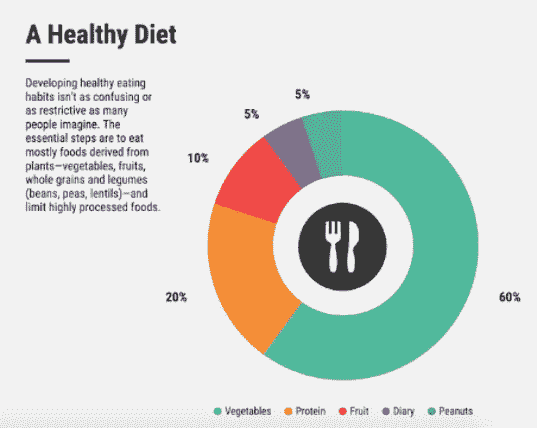 A Healthy Diet
Developing healthy eating
habits isn't as confusing or
as restrictive as many
people imagine. The
essential steps are to eat
mostly foods derived from
plants—vegetables, fruits,
whole grains and legumes
(beans, peas, lentils)—and
limit highly processed foods.
5%
5%
10%
20%
60%
Vegetables Protein Fruit Diary Peanuts